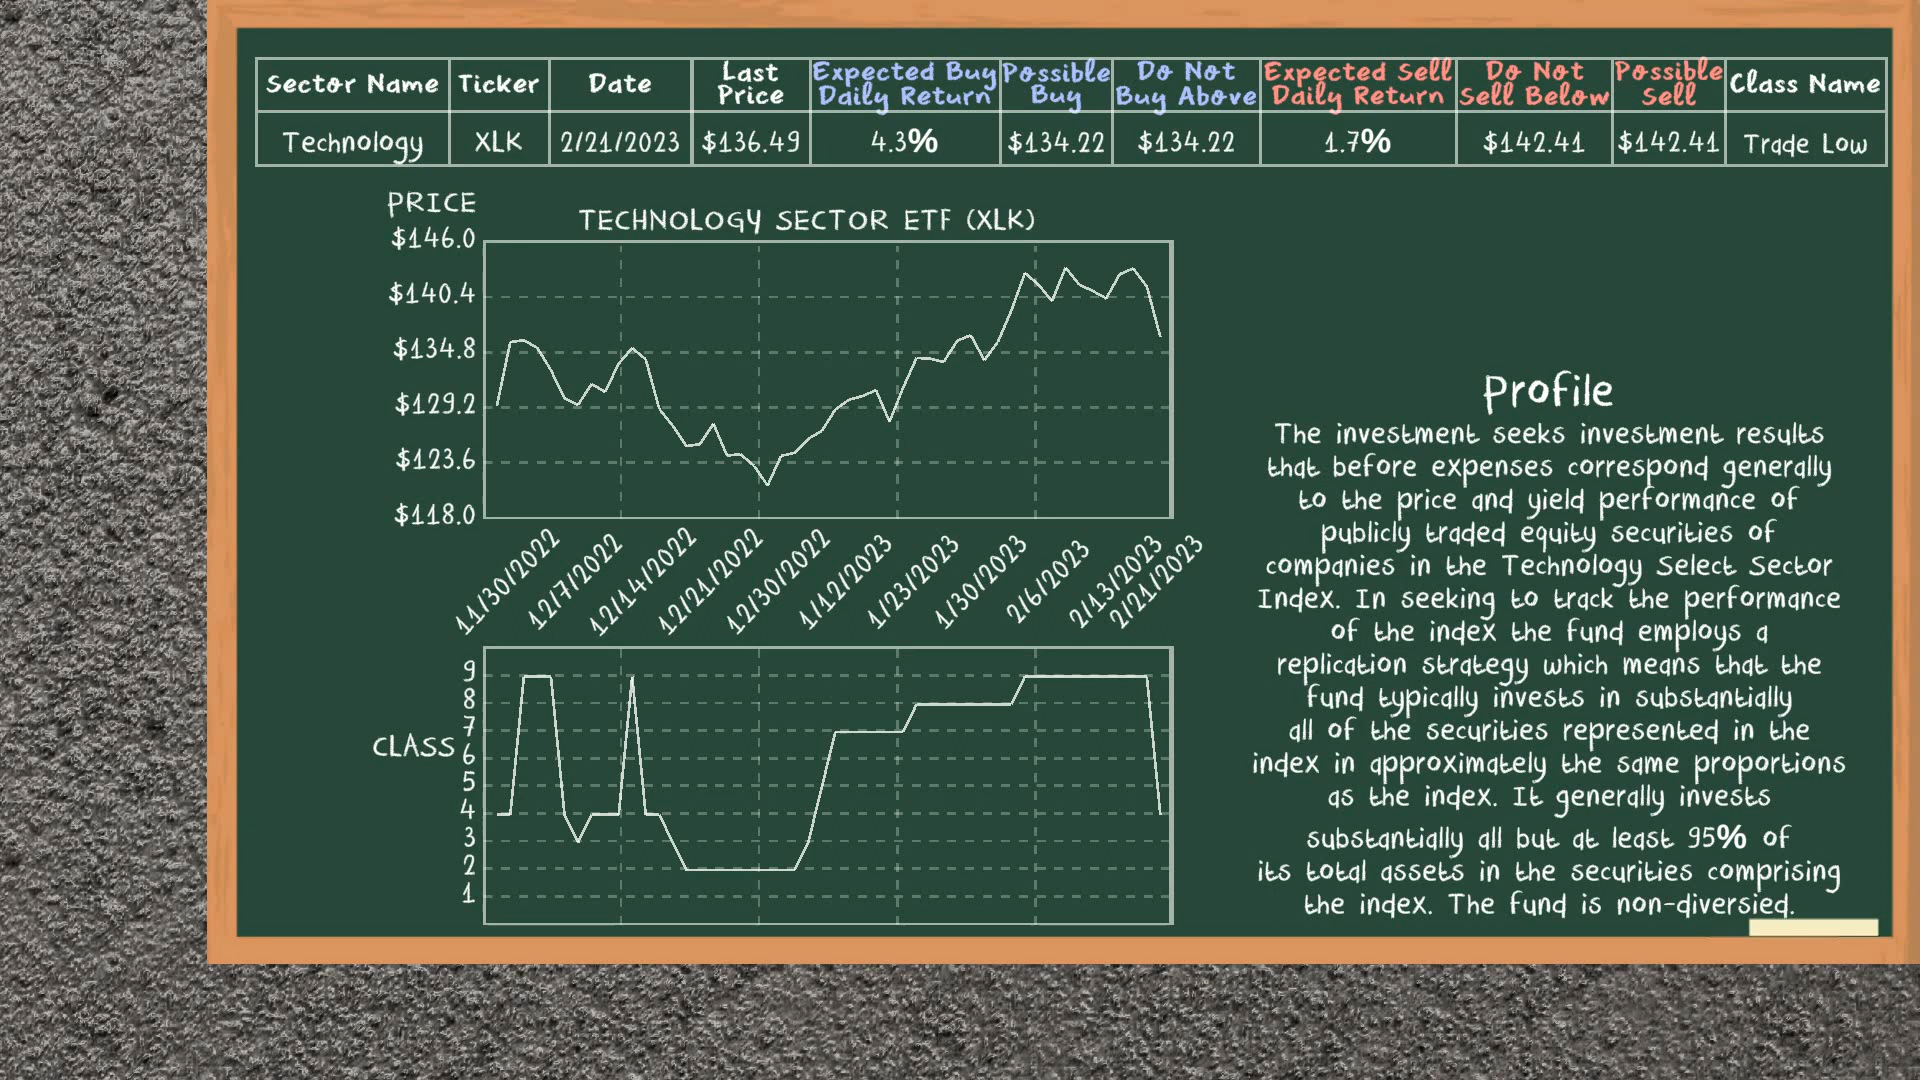 Sector Name Ticker Date Last Price Expected Buy Daily Return Possible Buy Do Not Buy Above Expected Sell Daily Return Do Not Sell Below Possible Sell Class Name
Technology XLK 2/21/2023 $136.49 4.3% $134.22 $134.22 1.7% $142.41 $142.41 Trade Low
PRICE
TECHNOLOGY SECTOR ETF (XLK)
$146.0
$140.4
$134.8
$129.2
$123.6
$118.0
11/30/2022 12/7/2022 12/14/2022 12/21/2022 12/30/2022 1/12/2023 1/23/2023 1/30/2023 2/6/2023 2/13/2023 2/21/2023
CLASS
9
8
7
6
5
4
3
2
1
Profile
The investment seeks investment results
that before expenses correspond generally
to the price and yield performance of
publicly traded equity securities of
companies in the Technology Select Sector
Index. In seeking to track the performance
of the index the fund employs a
replication strategy which means that the
fund typically invests in substantially
all of the securities represented in the
index in approximately the same proportions
as the index. It generally invests
substantially all but at least 95% of
its total assets in the securities comprising
the index. The fund is non-diversied.